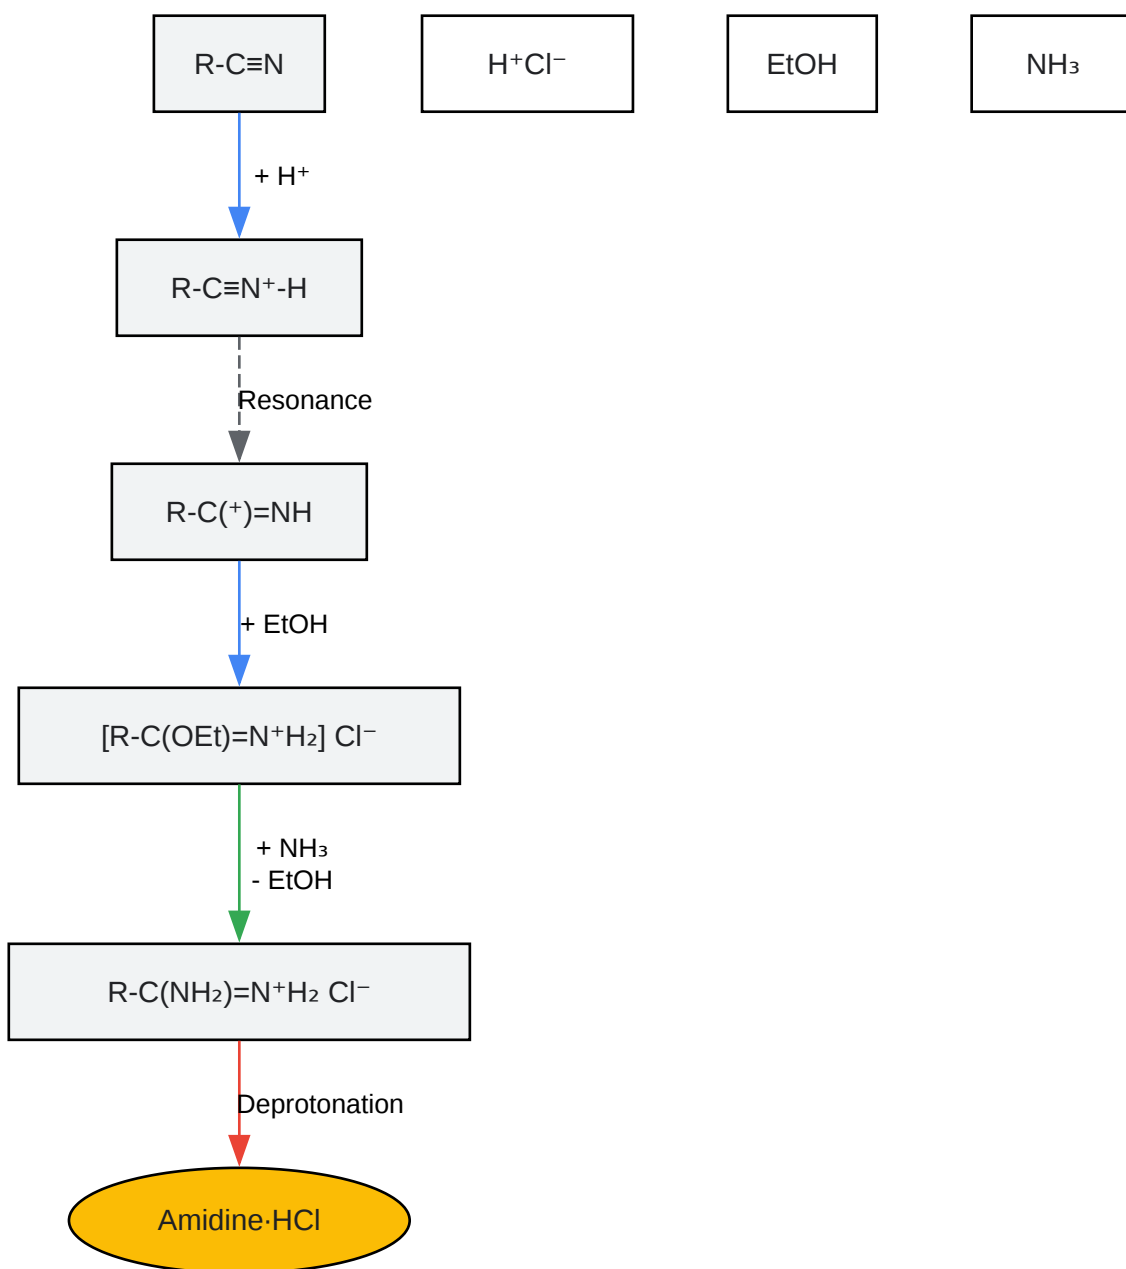 R-C≡N
H⁺Cl⁻
EtOH
NH₃
+ H⁺
R-C≡N⁺-H
Resonance
R-C(⁺)=NH
+ EtOH
[R-C(OEt)=N⁺H₂] Cl⁻
+ NH₃
- EtOH
R-C(NH₂)=N⁺H₂ Cl⁻
Deprotonation
Amidine·HCl